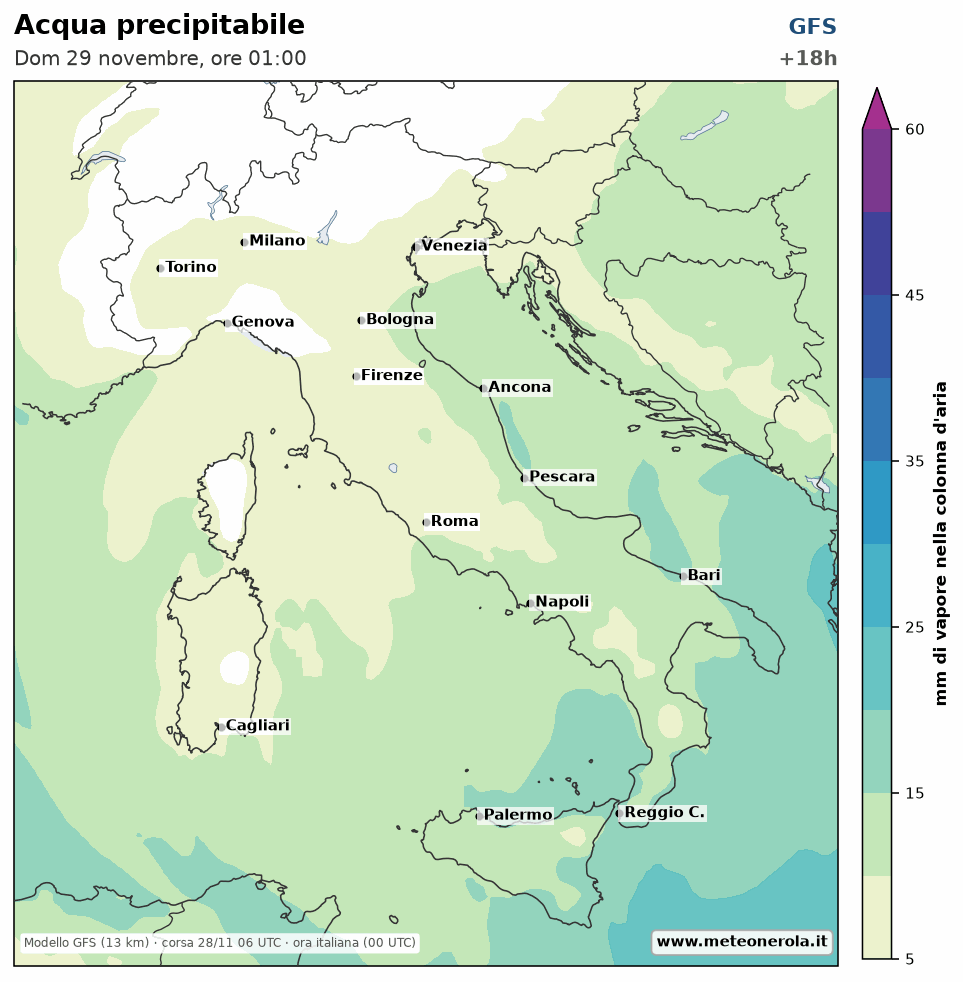 Acqua precipitabile
GFS
Dom 29 novembre, ore 01:00
+18h
60
45
35
25
15
5
mm di vapore nella colonna d'aria
Milano
Venezia
Torino
Genova
Bologna
Firenze
Ancona
Pescara
Roma
Bari
Napoli
Cagliari
Palermo
Reggio C.
Modello GFS (13 km) · corsa 28/11 06 UTC · ora italiana (00 UTC)
www.meteonerola.it